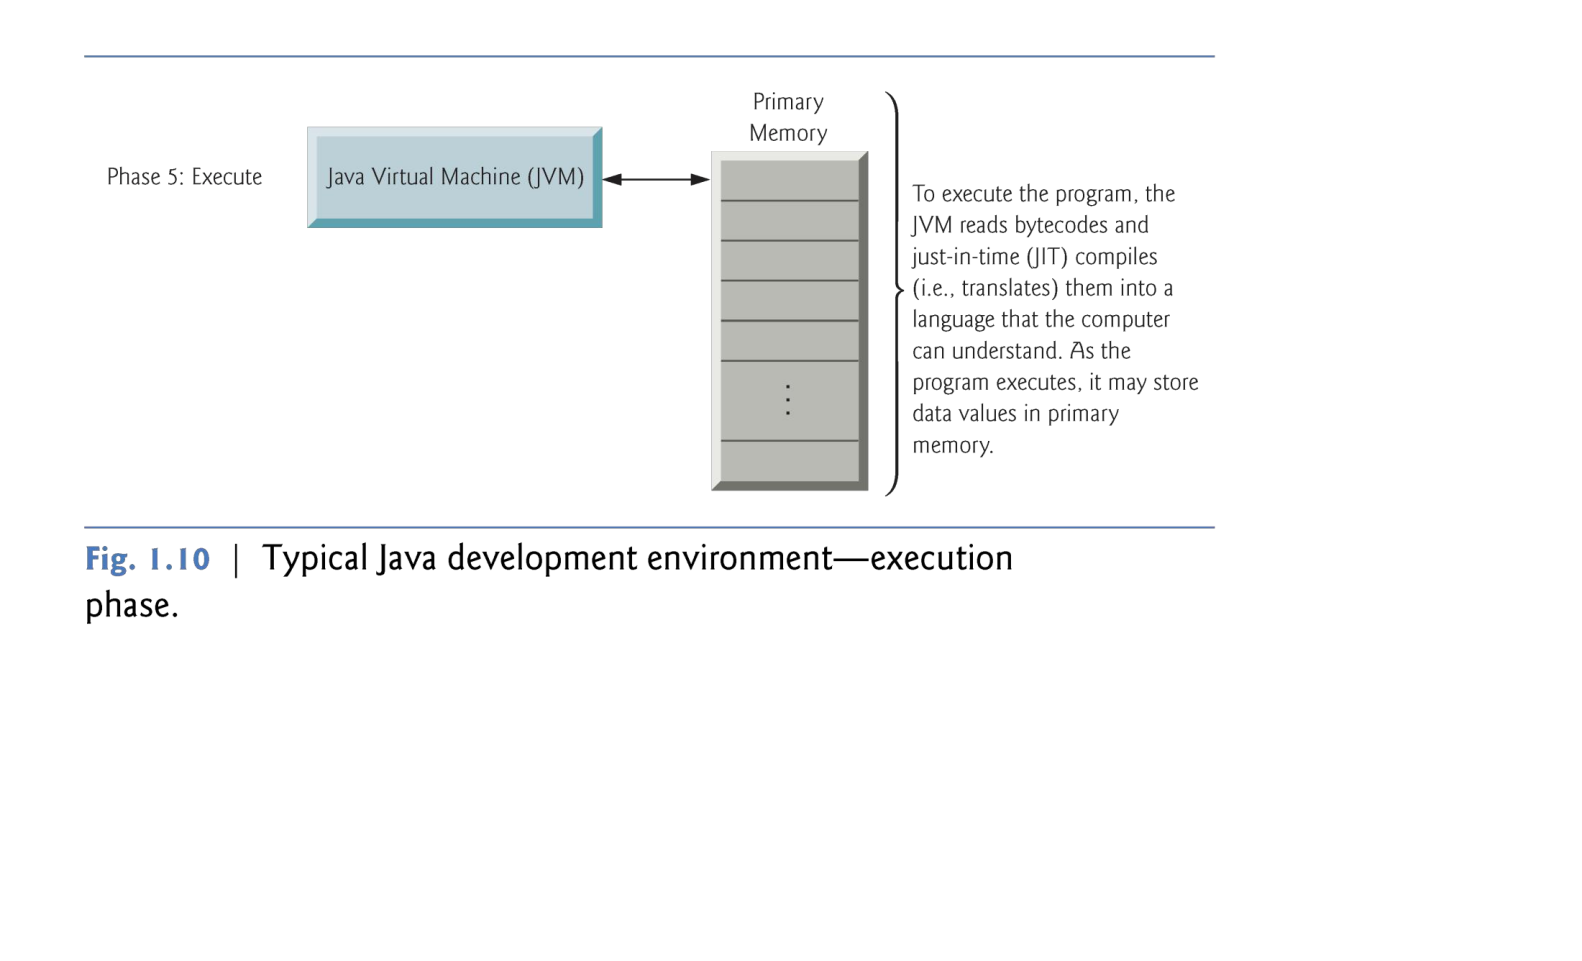 Phase 5: Execute
Java Virtual Machine (JVM)
Primary
Memory
To execute the program, the
JVM reads bytecodes and
just-in-time (JIT) compiles
(i.e., translates) them into a
language that the computer
can understand. As the
program executes, it may store
data values in primary
memory.
Fig. 1.10 | Typical Java development environment—execution
phase.